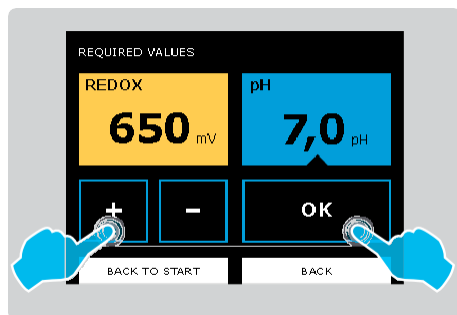 REQUIRED VALUES
REDOX
650 mV
pH
7,0 pH
+
-
OK
BACK TO START
BACK